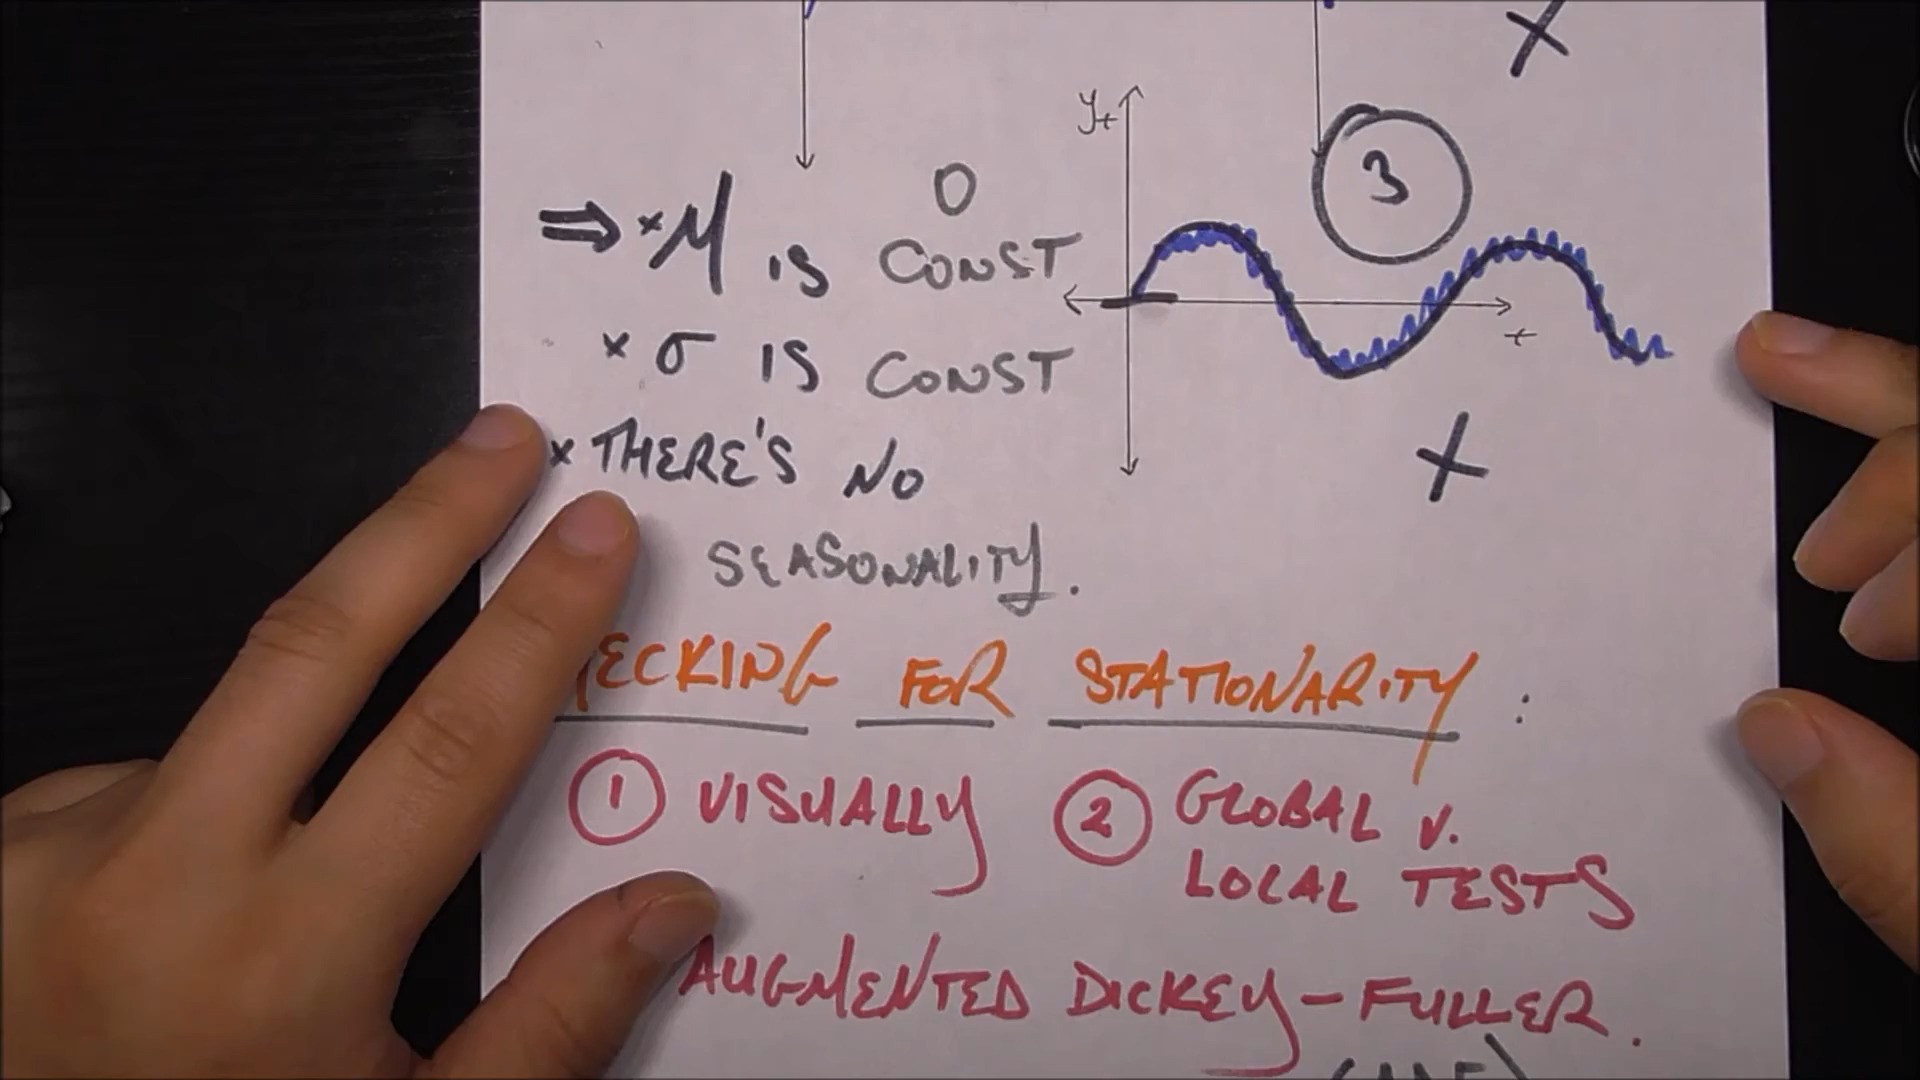 yt
3
⇒ × μ IS CONST
0
t
× σ IS CONST
× THERE'S NO
SEASONALITY.
ECKING FOR STATIONARITY :
1 VISUALLY 2 GLOBAL V.
LOCAL TESTS
AUGMENTED DICKEY - FULLER.